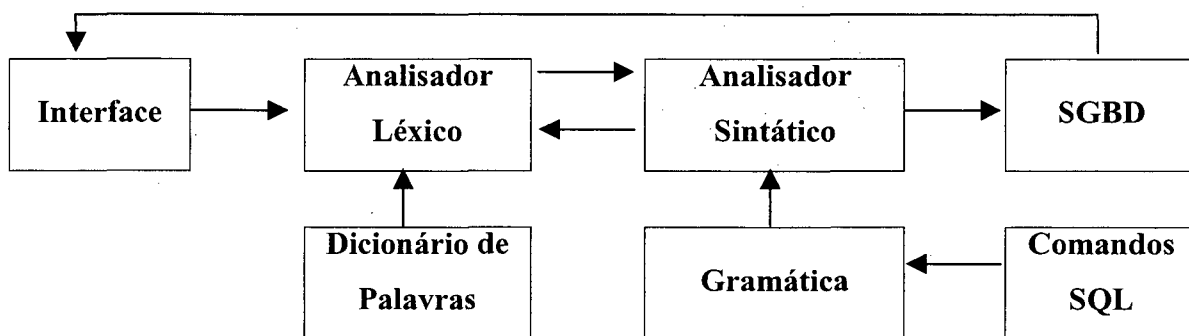 Interface
Analisador
Léxico
Analisador
Sintático
SGBD
Dicionário de
Palavras
Gramática
Comandos
SQL